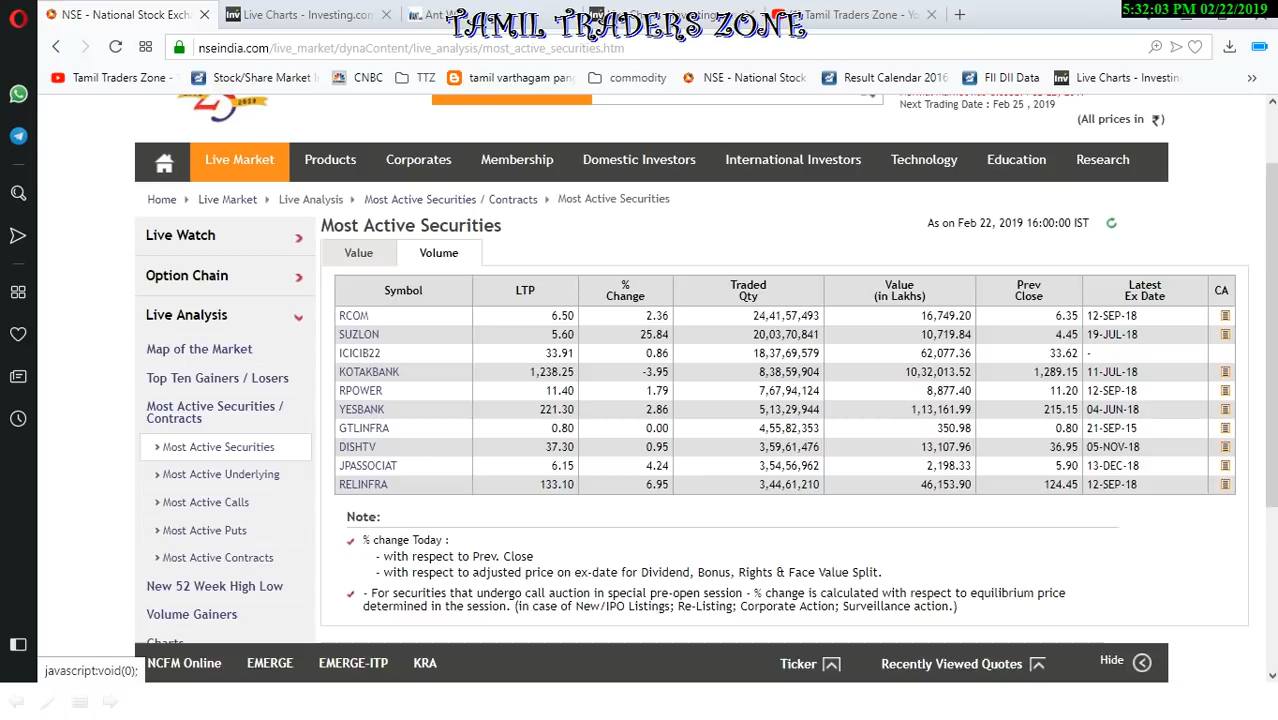 5:32:03 PM 02/22/2019
NSE - National Stock Exch
Live Charts - Investing.com
Ant
TAMIL TRADERS ZONE
nseindia.com/live_market/dynaContent/live_analysis/most_active_securities.htm
Tamil Traders Zone - Stock/Share Market CNBC TTZ tamil varthagam commodity NSE - National Stock Result Calendar 2016 FII DII Data Live Charts - Investin
25
Next Trading Date : Feb 25 , 2019
(All prices in ₹)
Live Market Products Corporates Membership Domestic Investors International Investors Technology Education Research
Home Live Market Live Analysis Most Active Securities / Contracts Most Active Securities
Live Watch
Option Chain
Live Analysis
Map of the Market
Top Ten Gainers / Losers
Most Active Securities /
Contracts
Most Active Securities
Most Active Underlying
Most Active Calls
Most Active Puts
Most Active Contracts
New 52 Week High Low
Volume Gainers
Charts
Most Active Securities
As on Feb 22, 2019 16:00:00 IST
Value Volume
Symbol LTP % Change Traded Qty Value (in Lakhs) Prev Close Latest Ex Date CA
RCOM 6.50 2.36 24,41,57,493 16,749.20 6.35 12-SEP-18
SUZLON 5.60 25.84 20,03,70,841 10,719.84 4.45 19-JUL-18
ICICIB22 33.91 0.86 18,37,69,579 62,077.36 33.62 -
KOTAKBANK 1,238.25 -3.95 8,38,59,904 10,32,013.52 1,289.15 11-JUL-18
RPOWER 11.40 1.79 7,67,94,124 8,877.40 11.20 12-SEP-18
YESBANK 221.30 2.86 5,13,29,944 1,13,161.99 215.15 04-JUN-18
GTLINFRA 0.80 0.00 4,55,82,353 350.98 0.80 21-SEP-15
DISHTV 37.30 0.95 3,59,61,476 13,107.96 36.95 05-NOV-18
JPASSOCIAT 6.15 4.24 3,54,56,962 2,198.33 5.90 13-DEC-18
RELINFRA 133.10 6.95 3,44,61,210 46,153.90 124.45 12-SEP-18
Note:
% change Today :
- with respect to Prev. Close
- with respect to adjusted price on ex-date for Dividend, Bonus, Rights & Face Value Split.
- For securities that undergo call auction in special pre-open session - % change is calculated with respect to equilibrium price
determined in the session. (in case of New/IPO Listings; Re-Listing; Corporate Action; Surveillance action.)
javascript:void(0);
NCFM Online EMERGE EMERGE-ITP KRA Ticker Recently Viewed Quotes Hide